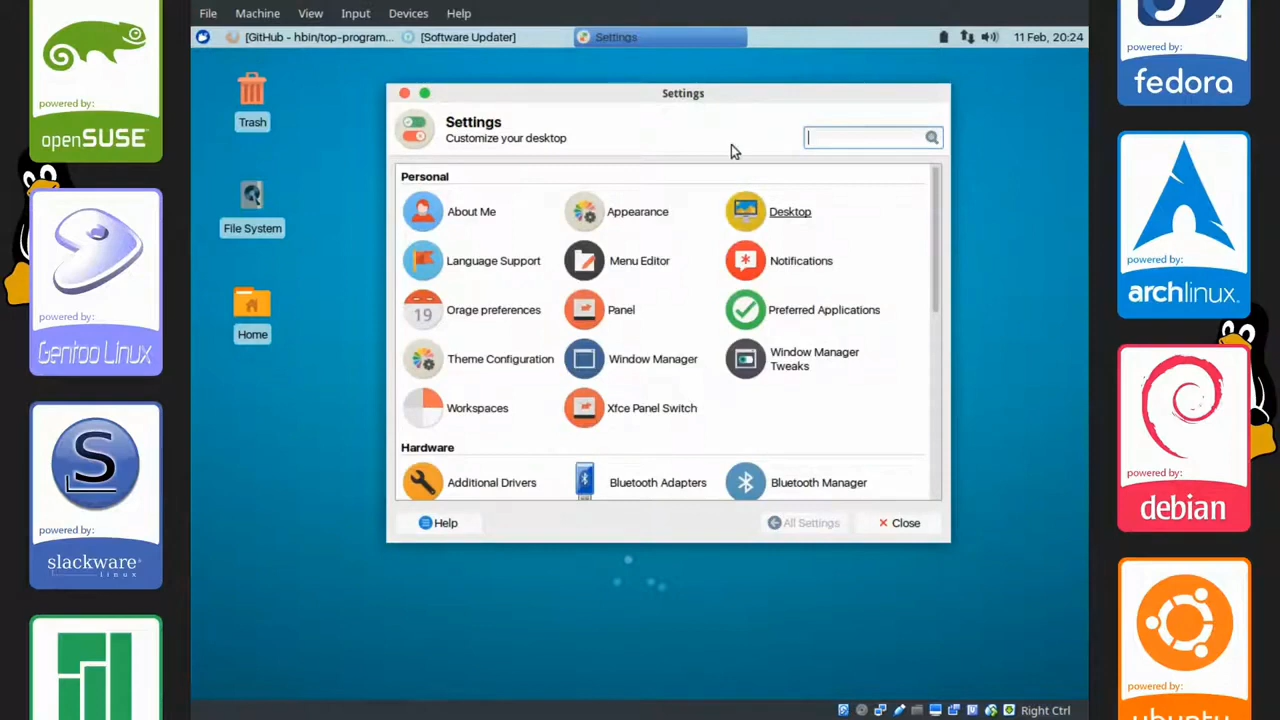 File Machine View Input Devices Help
[GitHub - hbin/top-program... [Software Updater] Settings 11 Feb, 20:24
Trash
File System
Home
Settings
Settings
Customize your desktop
Personal
About Me Appearance Desktop
Language Support Menu Editor Notifications
19 Orage preferences Panel Preferred Applications
Theme Configuration Window Manager Window Manager
Tweaks
Workspaces Xfce Panel Switch
Hardware
Additional Drivers Bluetooth Adapters Bluetooth Manager
Help All Settings Close
Right Ctrl
powered by:
openSUSE™
powered by:
Gentoo Linux
S
powered by:
slackware
linux
™
powered by:
fedora
powered by:
archlinux™
powered by:
debian
powered by:
ubuntu